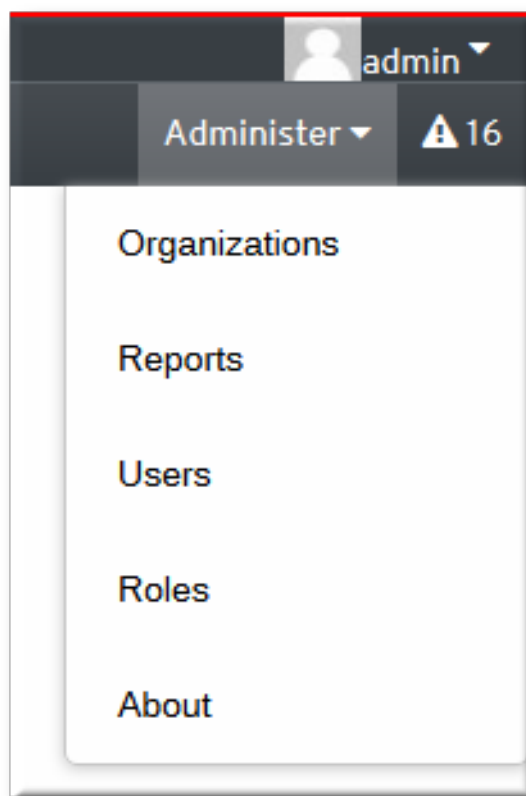 admin
Administer 16
Organizations
Reports
Users
Roles
About